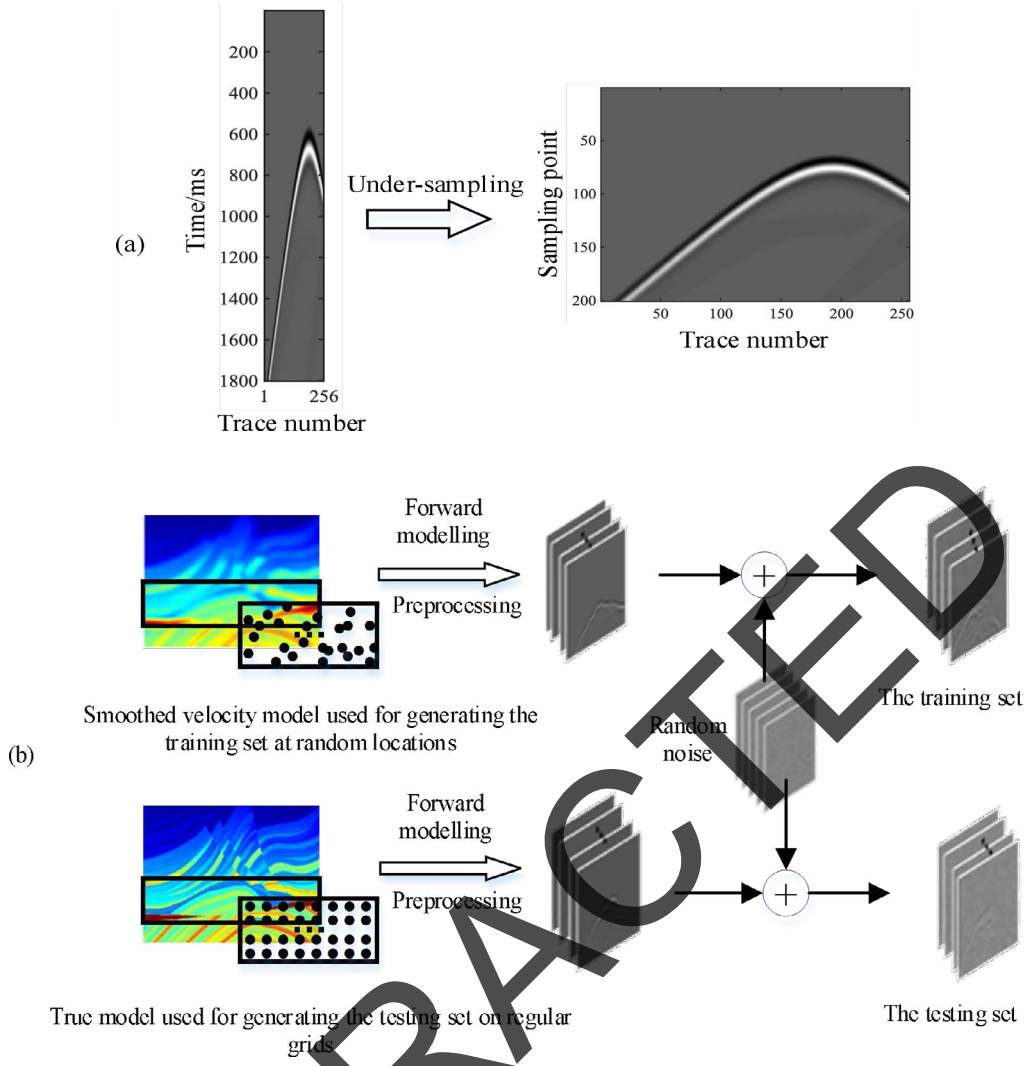 200
400
600
800
1000
1200
1400
1600
1800
1 256
Time/ms
Trace number
(a)
Under-sampling
50
100
150
200
50 100 150 200 250
Sampling point
Trace number
(b)
Forward
modelling
Preprocessing
Smoothed velocity model used for generating the
training set at random locations
The training set
Random
noise
Forward
modelling
Preprocessing
True model used for generating the testing set on regular
grids
The testing set
RACTED